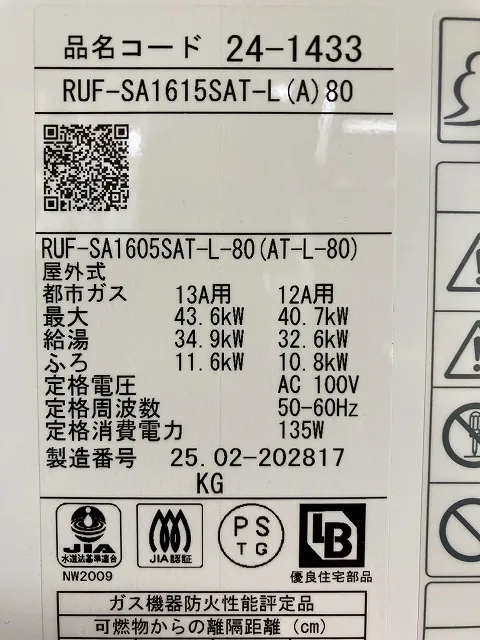 品名コード 24-1433
RUF-SA1615SAT-L(A)80
RUF-SA1605SAT-L-80(AT-L-80)
屋外式
都市ガス 13A用 12A用
最大 43.6kW 40.7kW
給湯 34.9kW 32.6kW
ふろ 11.6kW 10.8kW
定格電圧 AC 100V
定格周波数 50-60Hz
定格消費電力 135W
製造番号 25.02-202817
KG
JIA
水道法基準適合
NW2009
JIA認証
PS
TG
LB
優良住宅部品
ガス機器防火性能評定品
可燃物からの離隔距離(cm)